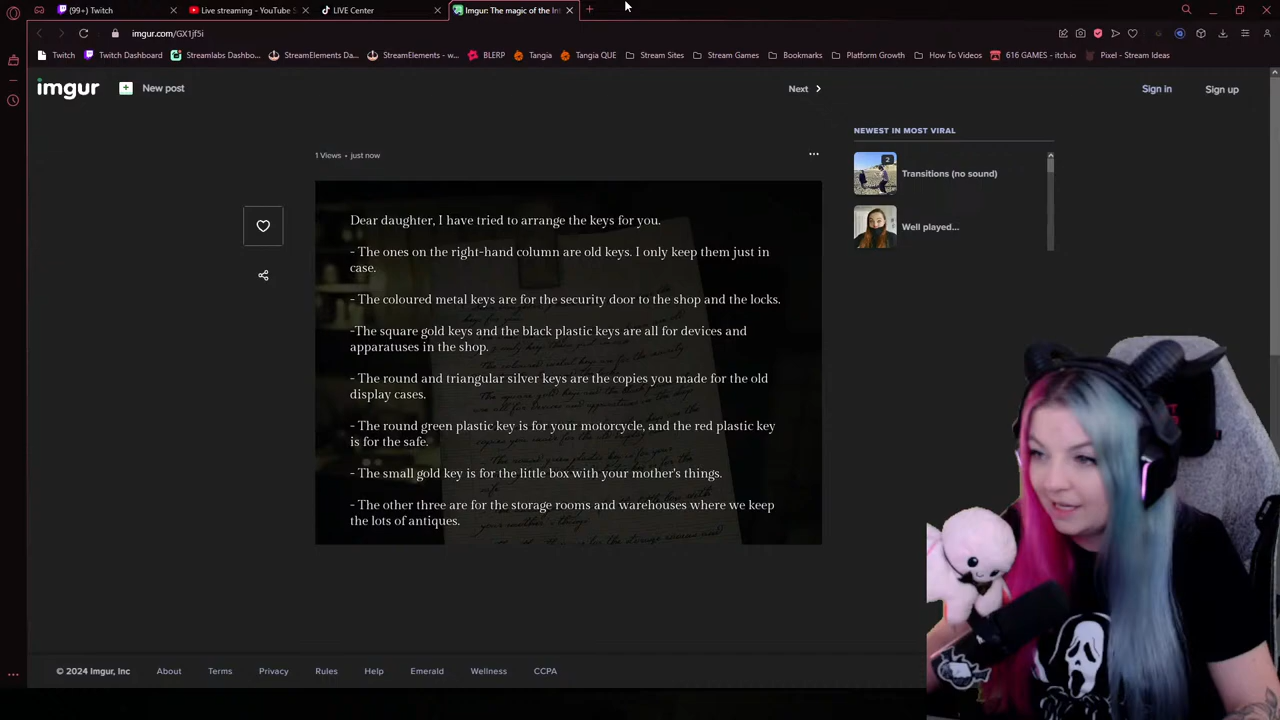 (99+) Twitch
Live streaming - YouTube S
LIVE Center
Imgur: The magic of the Int
imgur.com/GX1jf5i
Twitch
Twitch Dashboard
Streamlabs Dashbo...
StreamElements Da...
StreamElements - w...
BLERP
Tangia
Tangia QUE
Stream Sites
Stream Games
Bookmarks
Platform Growth
How To Videos
616 GAMES - itch.io
Pixel - Stream Ideas
imgur
New post
Next
Sign in
Sign up
1 Views • just now
NEWEST IN MOST VIRAL
2
Transitions (no sound)
Well played...
Dear daughter, I have tried to arrange the keys for you.
- The ones on the right-hand column are old keys. I only keep them just in
case.
- The coloured metal keys are for the security door to the shop and the locks.
-The square gold keys and the black plastic keys are all for devices and
apparatuses in the shop.
- The round and triangular silver keys are the copies you made for the old
display cases.
- The round green plastic key is for your motorcycle, and the red plastic key
is for the safe.
- The small gold key is for the little box with your mother's things.
- The other three are for the storage rooms and warehouses where we keep
the lots of antiques.
© 2024 Imgur, Inc
About
Terms
Privacy
Rules
Help
Emerald
Wellness
CCPA